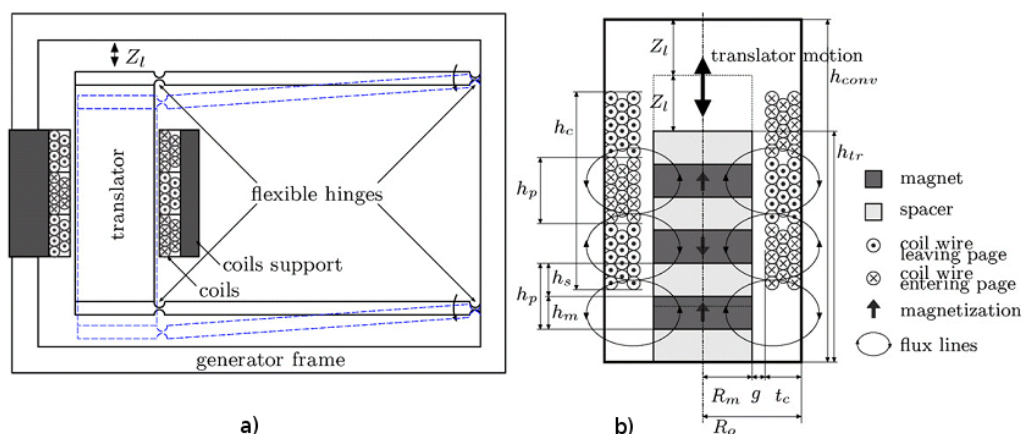 Z_l
translator
flexible hinges
coils support
coils
generator frame
a)
Z_l
translator motion
h_conv
Z_l
h_c
h_p
h_tr
h_s
h_p
h_m
R_m g t_c
R_o
b)
magnet
spacer
coil wire
leaving page
coil wire
entering page
magnetization
flux lines